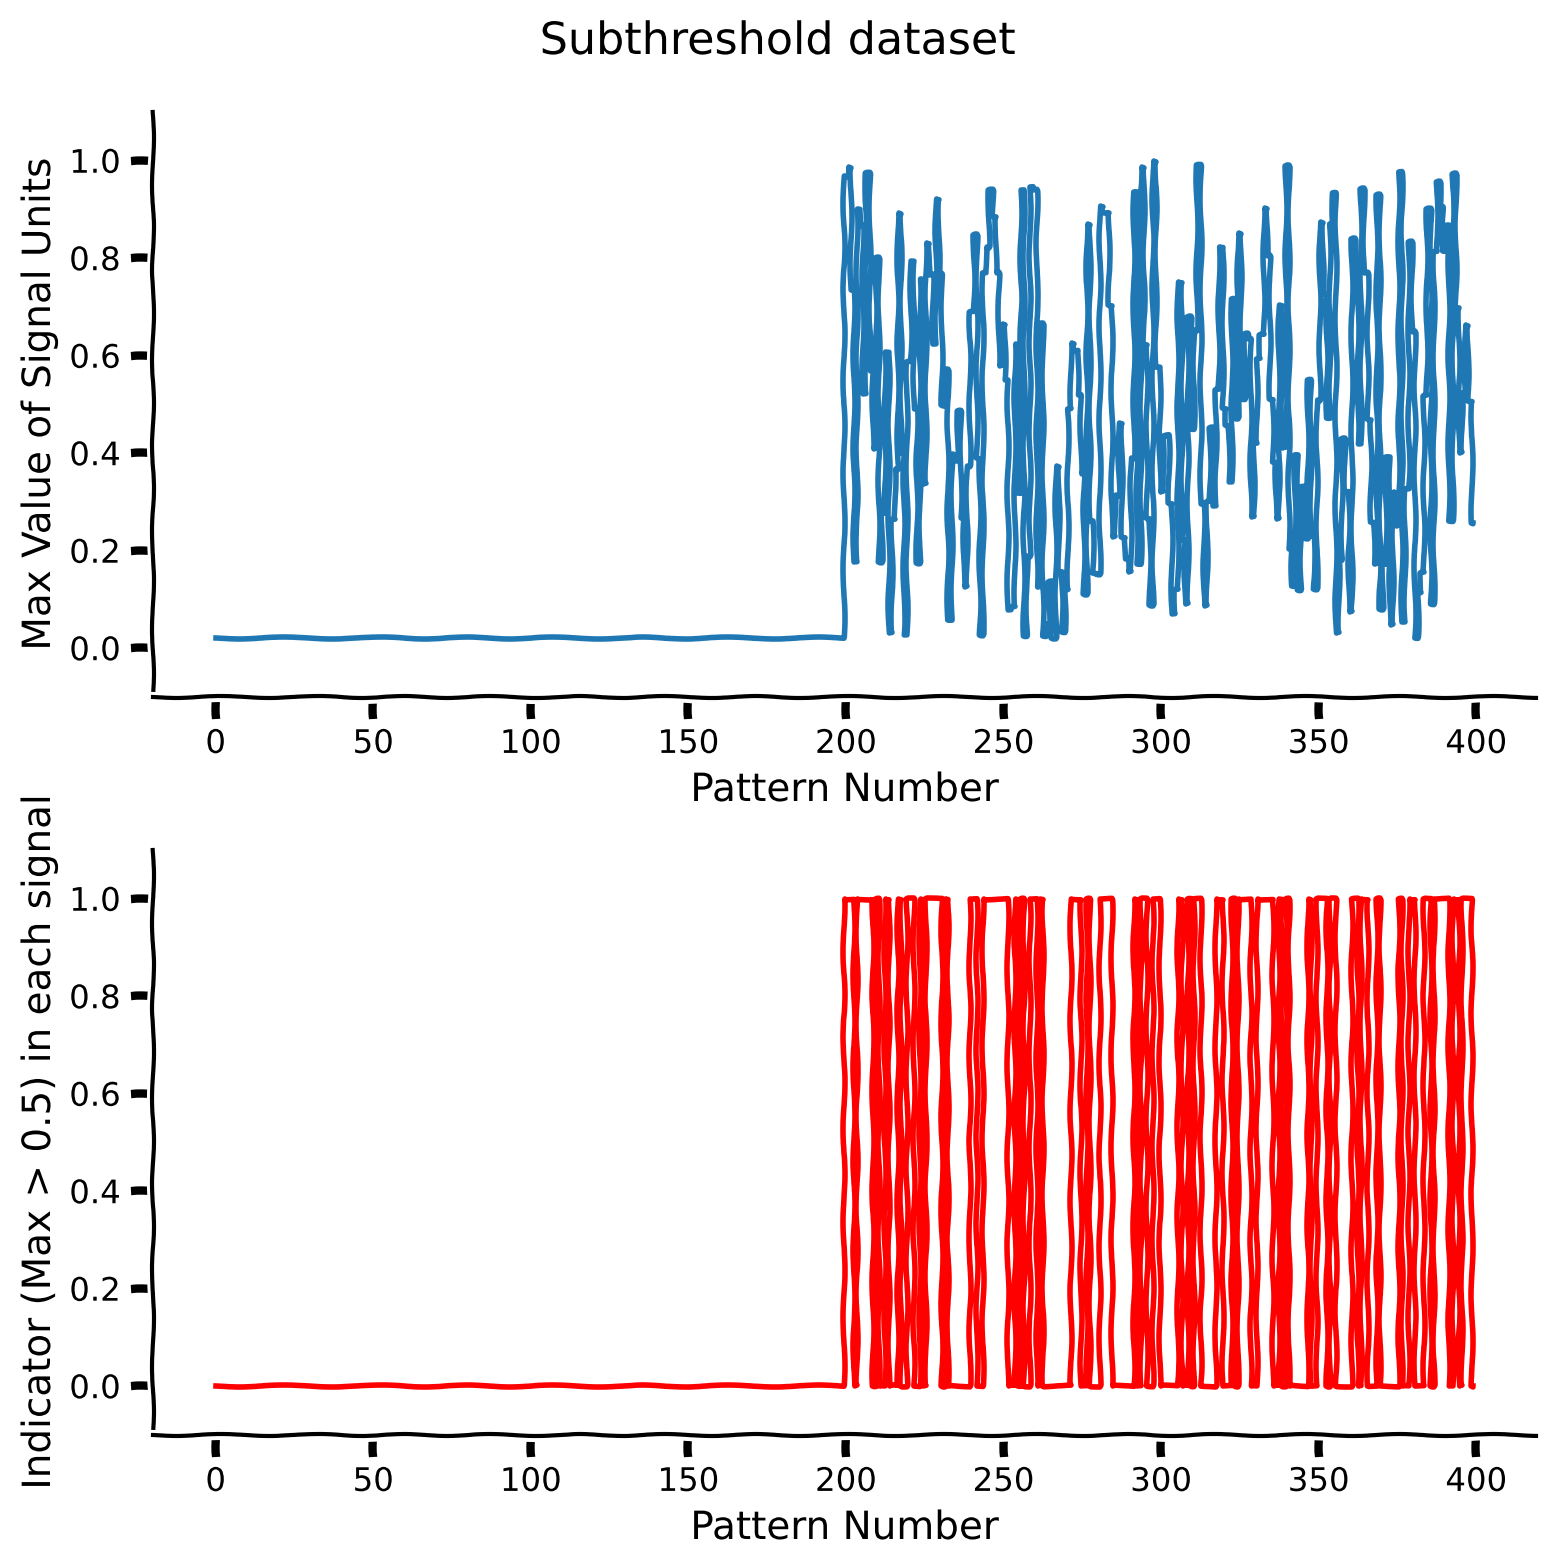 Subthreshold dataset
Max Value of Signal Units
1.0
0.8
0.6
0.4
0.2
0.0
0 50 100 150 200 250 300 350 400
Pattern Number
Indicator (Max > 0.5) in each signal
1.0
0.8
0.6
0.4
0.2
0.0
0 50 100 150 200 250 300 350 400
Pattern Number